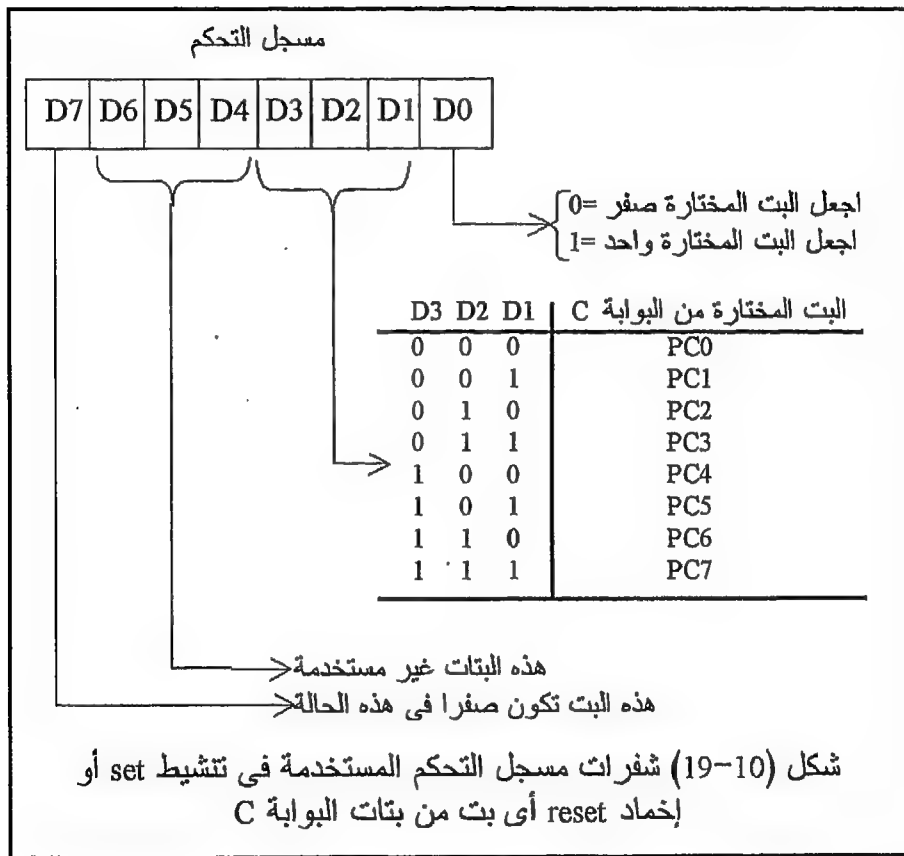 مسجل التحكم
D7 D6 D5 D4 D3 D2 D1 D0
اجعل البت المختارة صفر =0
اجعل البت المختارة واحد =1
D3 D2 D1 البت المختارة من البوابة C
0 0 0 PC0
0 0 1 PC1
0 1 0 PC2
0 1 1 PC3
1 0 0 PC4
1 0 1 PC5
1 1 0 PC6
1 1 1 PC7
هذه البتات غير مستخدمة
هذه البت تكون صفرا فى هذه الحالة
شكل (10-19) شفرات مسجل التحكم المستخدمة فى تنشيط set أو
إخماد reset أى بت من بتات البوابة C